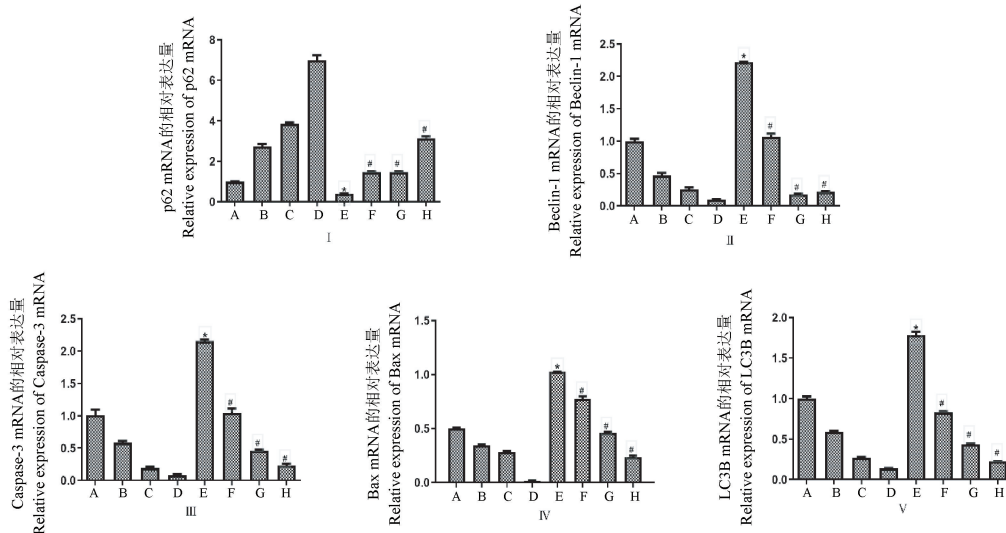 p62 mRNA的相对表达量
Relative expression of p62 mRNA
8
6
4
2
0
*
#
#
#
A B C D E F G H
I
Beclin-1 mRNA的相对表达量
Relative expression of Beclin-1 mRNA
2.5
2.0
1.5
1.0
0.5
0.0
*
#
#
#
A B C D E F G H
II
Caspase-3 mRNA的相对表达量
Relative expression of Caspase-3 mRNA
2.5
2.0
1.5
1.0
0.5
0.0
*
#
#
#
A B C D E F G H
III
Bax mRNA的相对表达量
Relative expression of Bax mRNA
1.5
1.0
0.5
0.0
*
#
#
#
A B C D E F G H
IV
LC3B mRNA的相对表达量
Relative expression of LC3B mRNA
2.0
1.5
1.0
0.5
0.0
*
#
#
#
A B C D E F G H
V